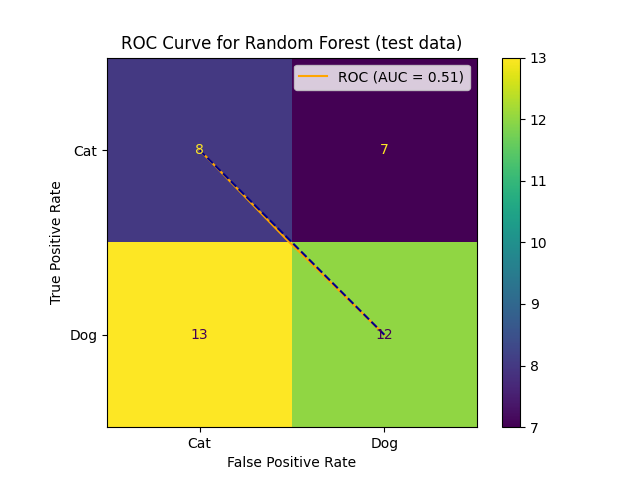 ROC Curve for Random Forest (test data)
ROC (AUC = 0.51)
Cat
8
7
True Positive Rate
Dog
13
12
Cat
Dog
False Positive Rate
13
12
11
10
9
8
7